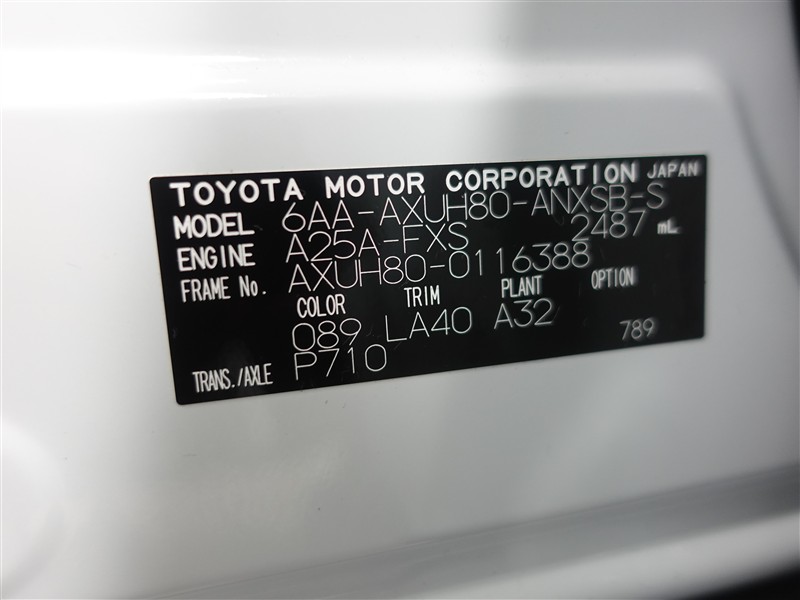 TOYOTA MOTOR CORPORATION JAPAN
MODEL 6AA-AXUH80-ANXSB-S
ENGINE A25A-FXS 2487 mL
FRAME No. AXUH80-0116388
COLOR TRIM PLANT OPTION
089 LA40 A32 789
TRANS./AXLE P710